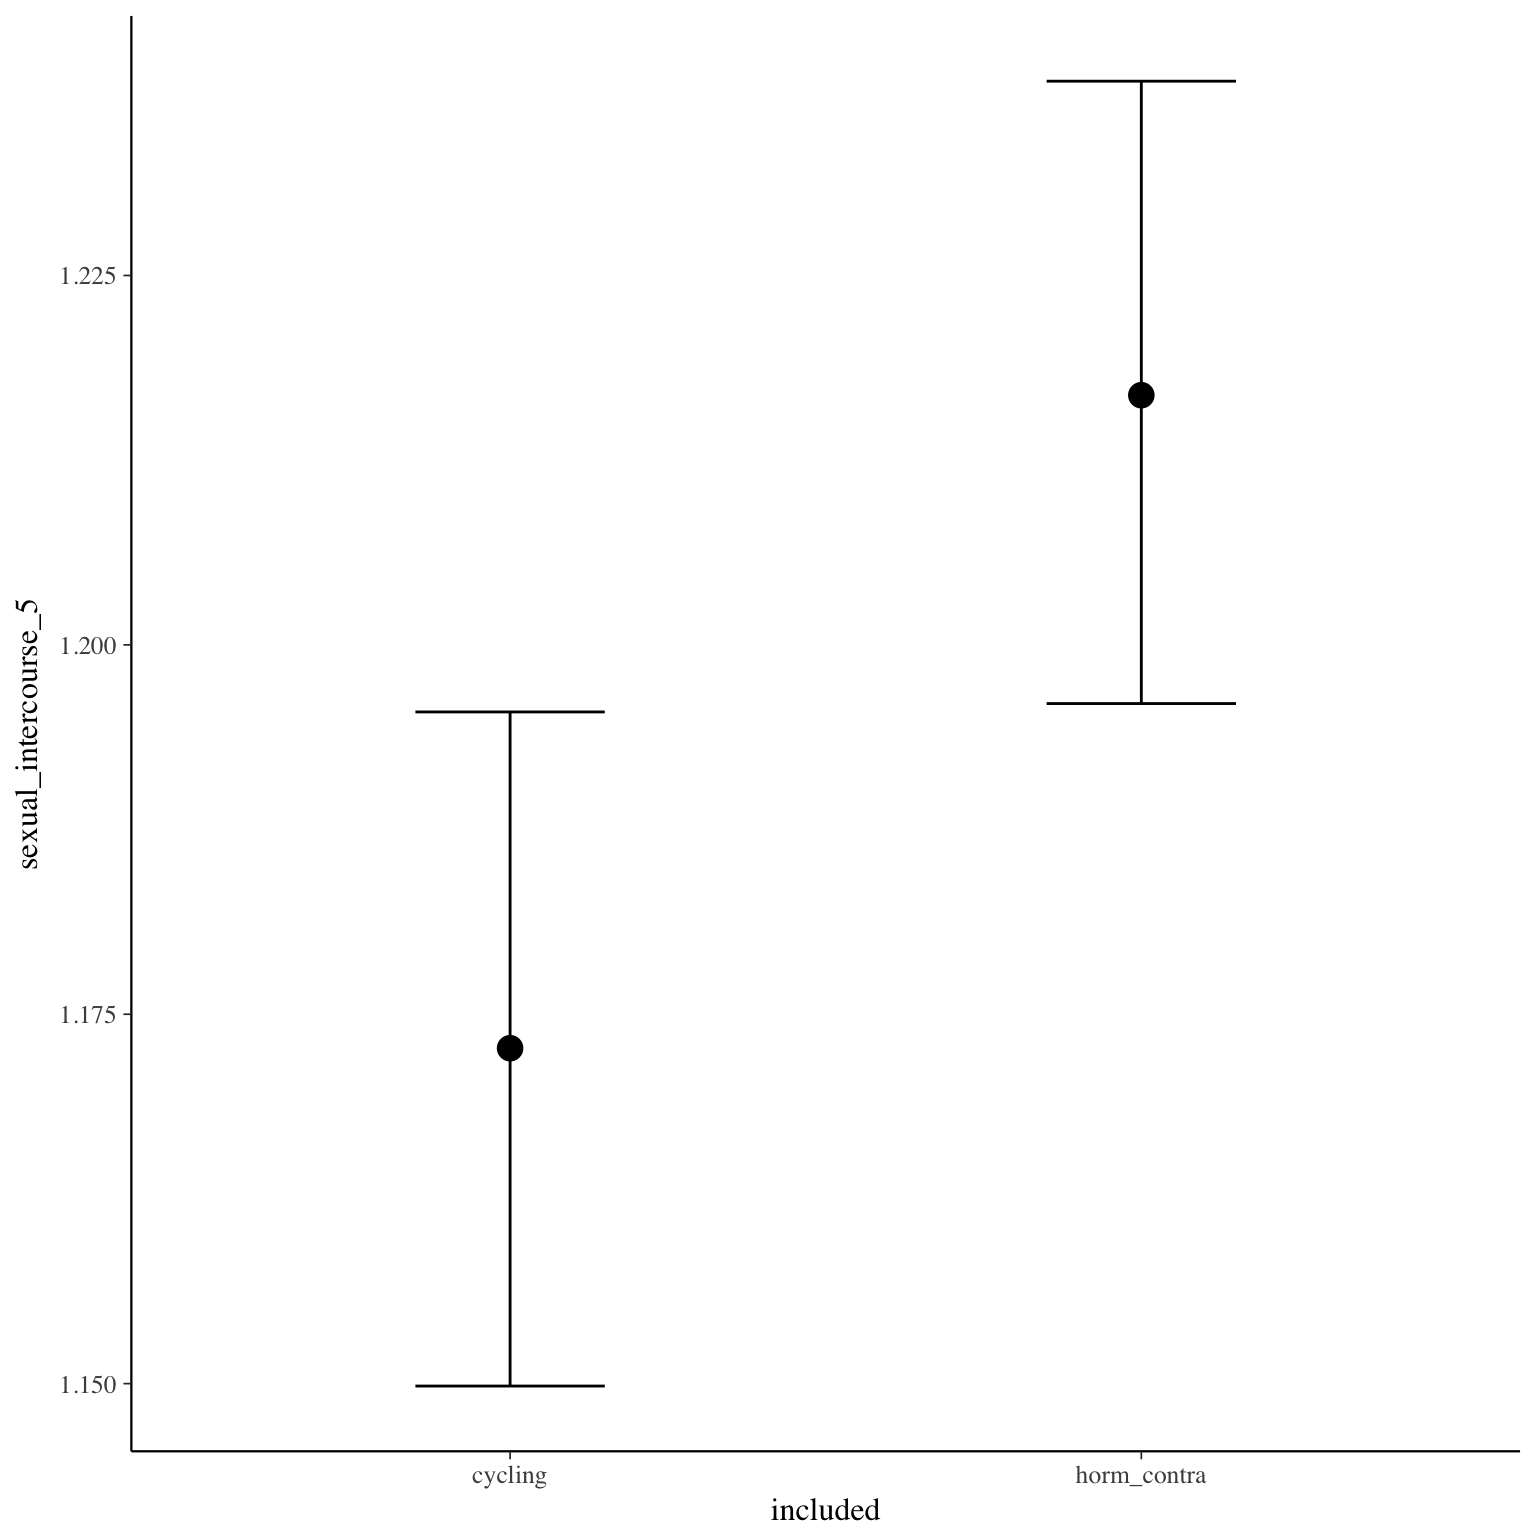 sexual_intercourse_5
1.225
1.200
1.175
1.150
cycling
horm_contra
included